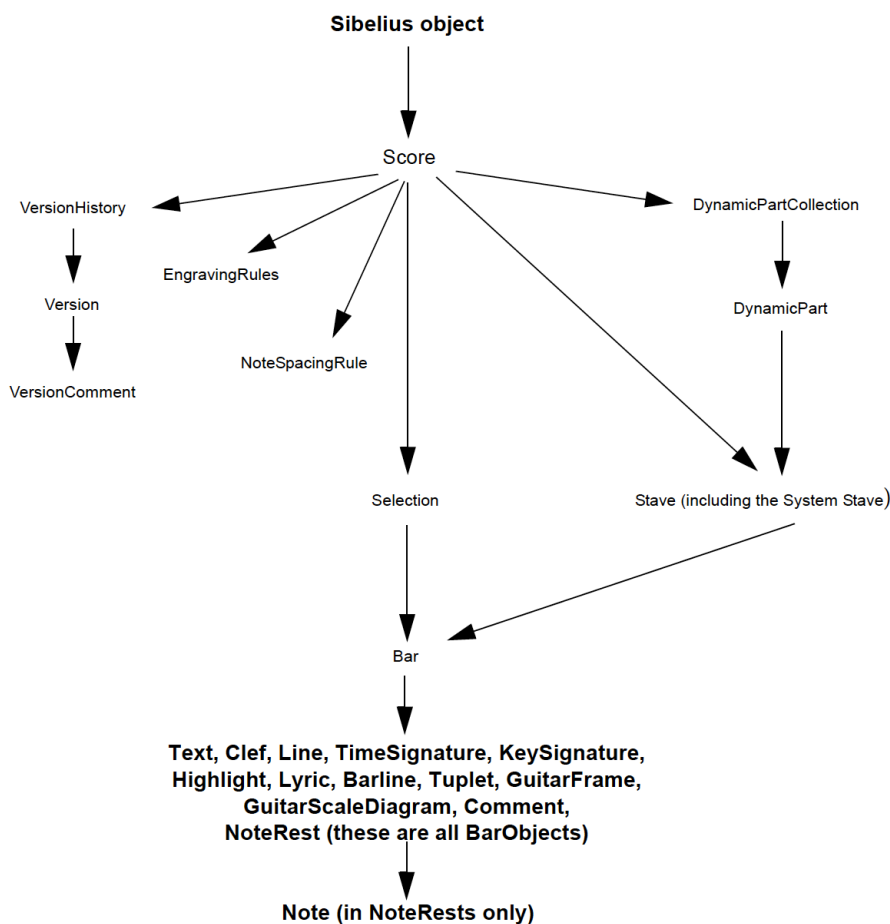 Sibelius object
Score
VersionHistory
DynamicPartCollection
EngravingRules
Version
DynamicPart
NoteSpacingRule
VersionComment
Selection
Stave (including the System Stave)
Bar
Text, Clef, Line, TimeSignature, KeySignature,
Highlight, Lyric, Barline, Tuplet, GuitarFrame,
GuitarScaleDiagram, Comment,
NoteRest (these are all BarObjects)
Note (in NoteRests only)